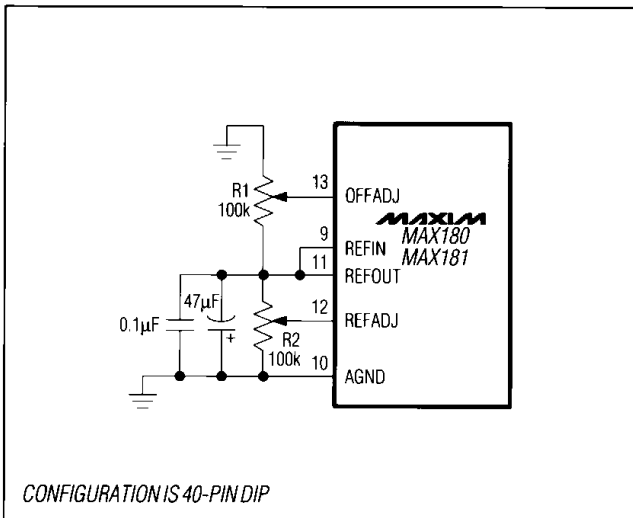 R1
100k
13
OFFADJ
MAXIM
MAX180
MAX181
9
REFIN
11
REFOUT
47µF
+
0.1µF
12
REFADJ
R2
100k
10
AGND
CONFIGURATION IS 40-PIN DIP